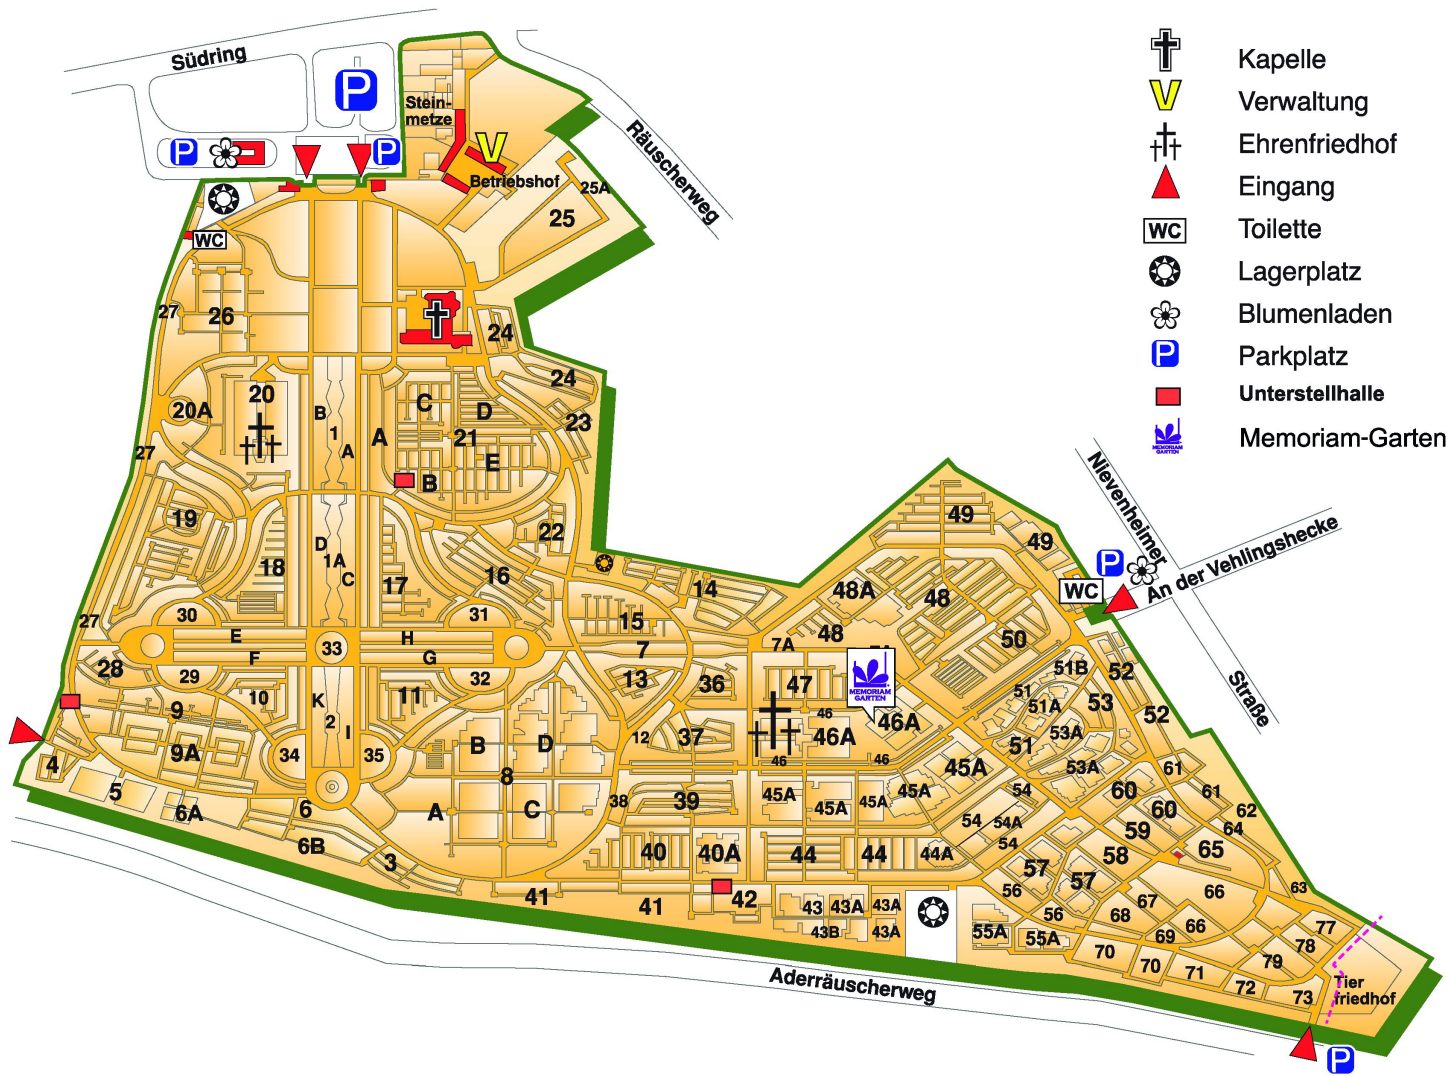 Südring
P
Stein-
metze
V
Betriebshof
Räuscherweg
P
P
25A
25
WC
27
26
24
24
23
20
20A
B
1
A
A
C
D
21
E
B
27
19
18
D
1A
C
17
16
22
14
15
30
31
27
E
H
33
F
G
7
7A
28
29
10
11
32
13
36
9
K
2
I
9A
34
35
B
D
8
A
C
12
37
38
39
4
5
6A
6
6B
3
40
40A
41
41
42
47
46
46A
46A
46
46
MEMORIAM
GARTEN
48A
48
48
49
49
50
51B
51
51A
51
52
52
53
53A
53A
45A
45A
45A
45A
45A
44
44
44A
43
43A
43A
43B
43A
54
54
54A
54
55A
55A
56
56
57
57
58
59
60
60
61
61
62
64
65
63
66
66
67
68
69
70
70
71
72
73
77
78
79
Tier
friedhof
P
WC
P
Nievenheimer
Straße
An der Vehlingshecke
Aderräuscherweg
Kapelle
V Verwaltung
Ehrenfriedhof
Eingang
WC Toilette
Lagerplatz
Blumenladen
P Parkplatz
Unterstellhalle
MEMORIAM
GARTEN
Memoriam-Garten